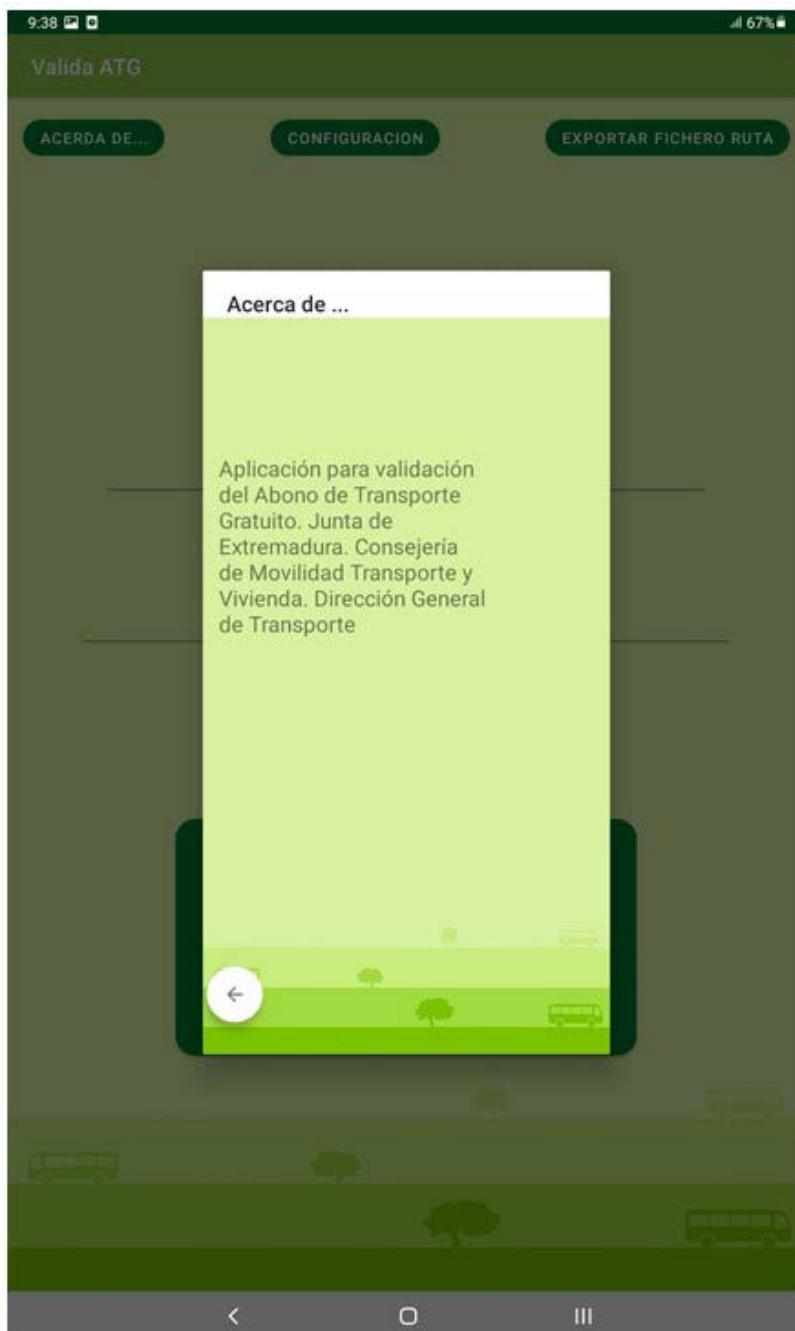 9:38
67%
Valida ATG
ACERDA DE...
CONFIGURACION
EXPORTAR FICHERO RUTA
Acerca de ...
Aplicación para validación
del Abono de Transporte
Gratuito. Junta de
Extremadura. Consejería
de Movilidad Transporte y
Vivienda. Dirección General
de Transporte